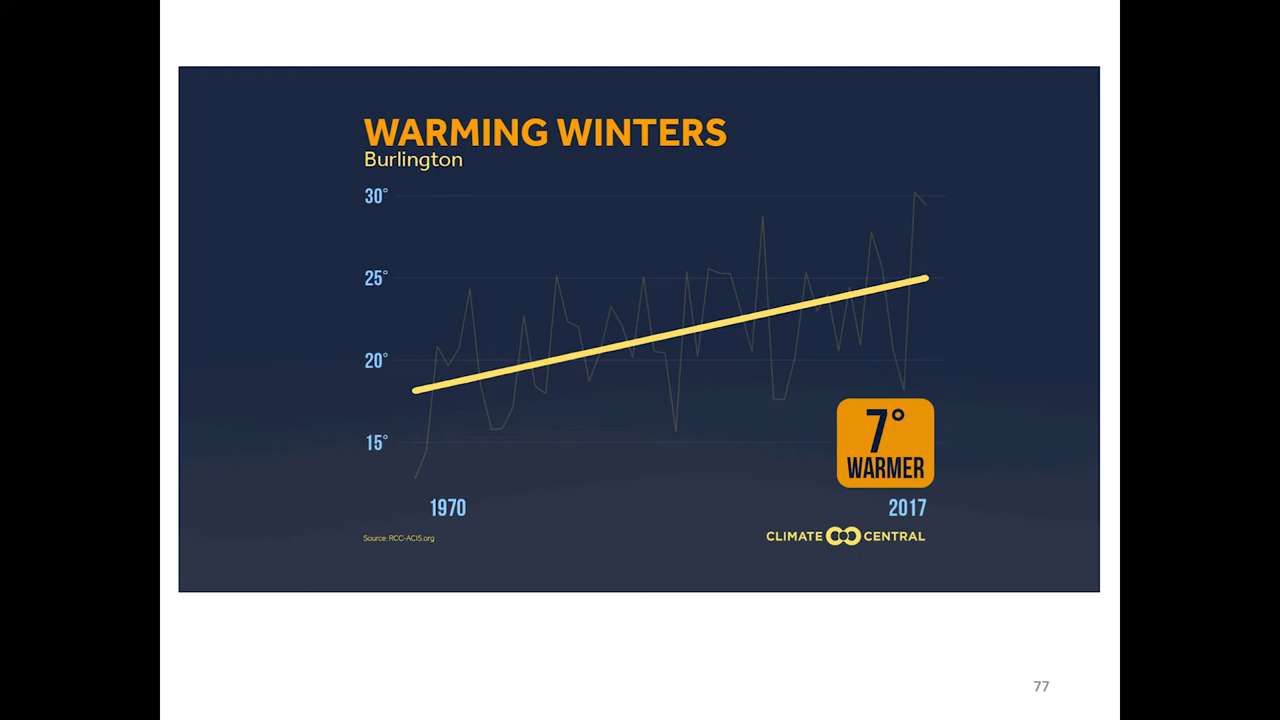 WARMING WINTERS
Burlington
30°
25°
20°
15°
7°
WARMER
1970
2017
Source: RCC-ACIS.org
CLIMATE CENTRAL
77